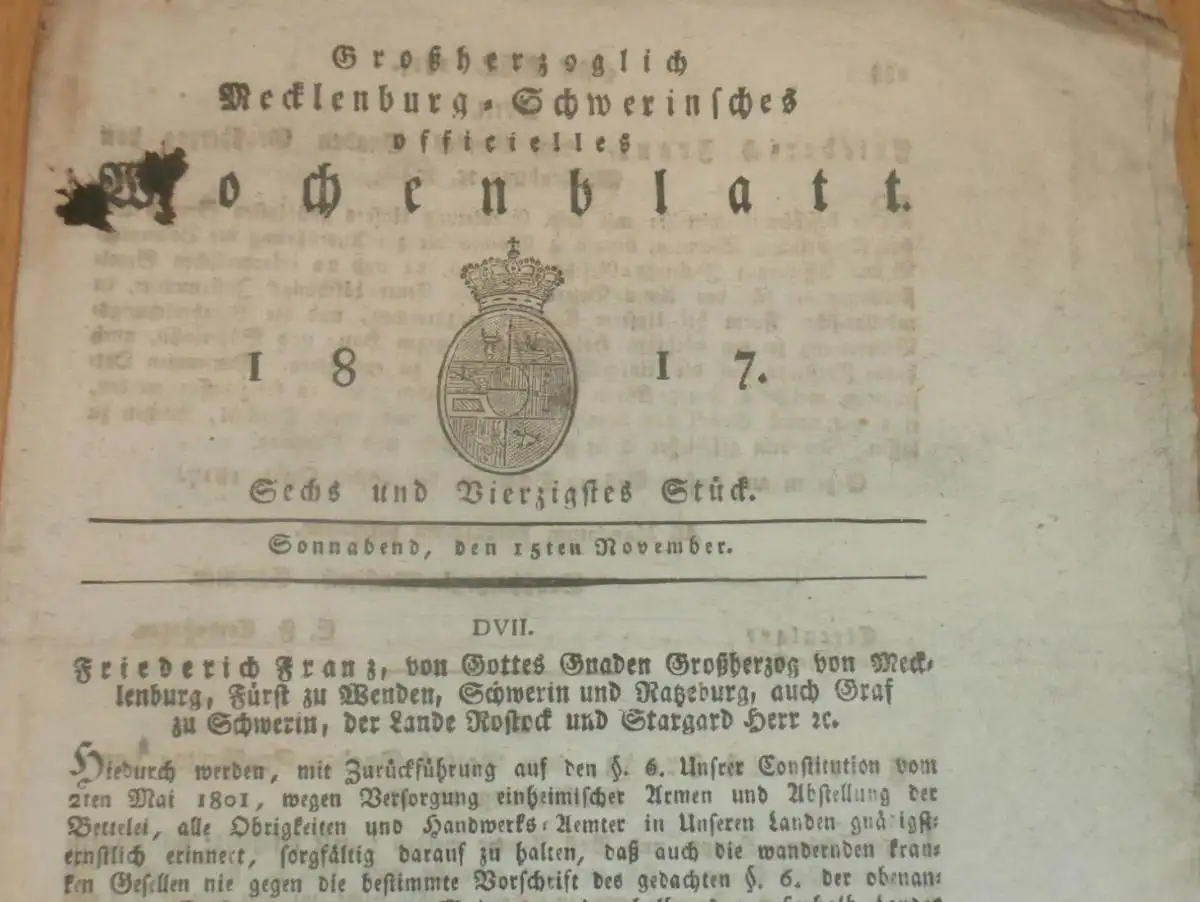 Großherzoglich
Mecklenburg-Schwerinsches
officielles
Wochenblatt.
1817.
Sechs und Vierzigstes Stück.
Sonnabend, den 15ten November.
DVII.
Friederich Franz, von Gottes Gnaden Großherzog von Meck-
lenburg, Fürst zu Wenden, Schwerin und Ratzeburg, auch Graf
zu Schwerin, der Lande Rostock und Stargard Herr ꝛc.
Hiedurch werden, mit Zurückführung auf den §. 6. Unsrer Constitution vom
2ten Mai 1801, wegen Versorgung einheimischer Armen und Abstellung der
Bettelei, alle Obrigkeiten und Handwerks-Aemter in Unseren Landen gnädigst-
ernstlich erinnert, sorgfältig darauf zu halten, daß auch die wandernden kran-
ken Gesellen nie gegen die bestimmte Vorschrift des gedachten §. 6. der obenan-